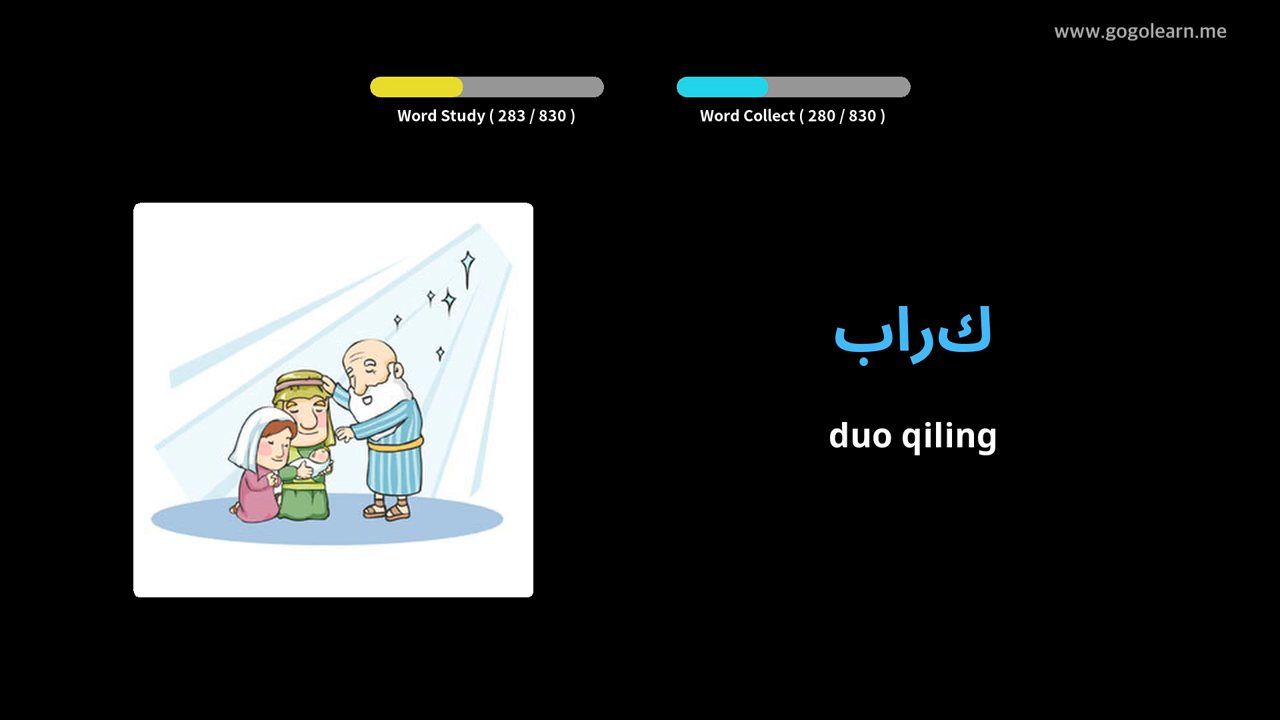 www.gogolearn.me
Word Study ( 283 / 830 )
Word Collect ( 280 / 830 )
كراب
duo qiling